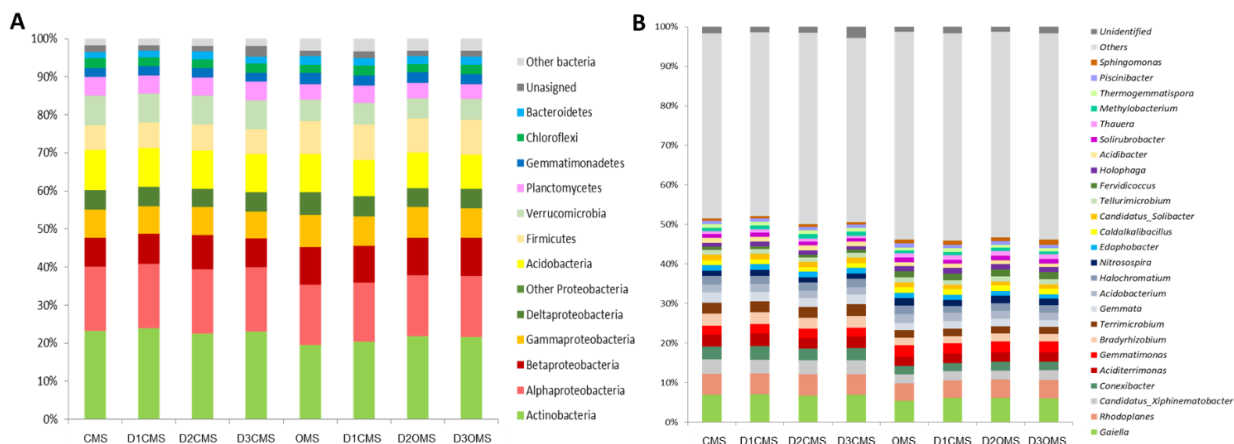 A
100%
90%
80%
70%
60%
50%
40%
30%
20%
10%
0%
CMS D1CMS D2CMS D3CMS OMS D1CMS D2OMS D3OMS
Other bacteria
Unasigned
Bacteroidetes
Chloroflexi
Gemmatimonadetes
Planctomycetes
Verrucomicrobia
Firmicutes
Acidobacteria
Other Proteobacteria
Deltaproteobacteria
Gammaproteobacteria
Betaproteobacteria
Alphaproteobacteria
Actinobacteria
B
100%
90%
80%
70%
60%
50%
40%
30%
20%
10%
0%
CMS D1CMS D2CMS D3CMS OMS D1CMS D2OMS D3OMS
Unidentified
Others
Sphingomonas
Piscinibacter
Thermogemmatispora
Methylobacterium
Thauera
Solirubrobacter
Acidibacter
Holophaga
Fervidicoccus
Tellurimicrobium
Candidatus_Solibacter
Caldalkalibacillus
Edaphobacter
Nitrosospira
Halochromatium
Acidobacterium
Gemmata
Terrimicrobium
Bradyrhizobium
Gemmatimonas
Aciditerrimonas
Conexibacter
Candidatus_Xiphinematobacter
Rhodoplanes
Gaiella